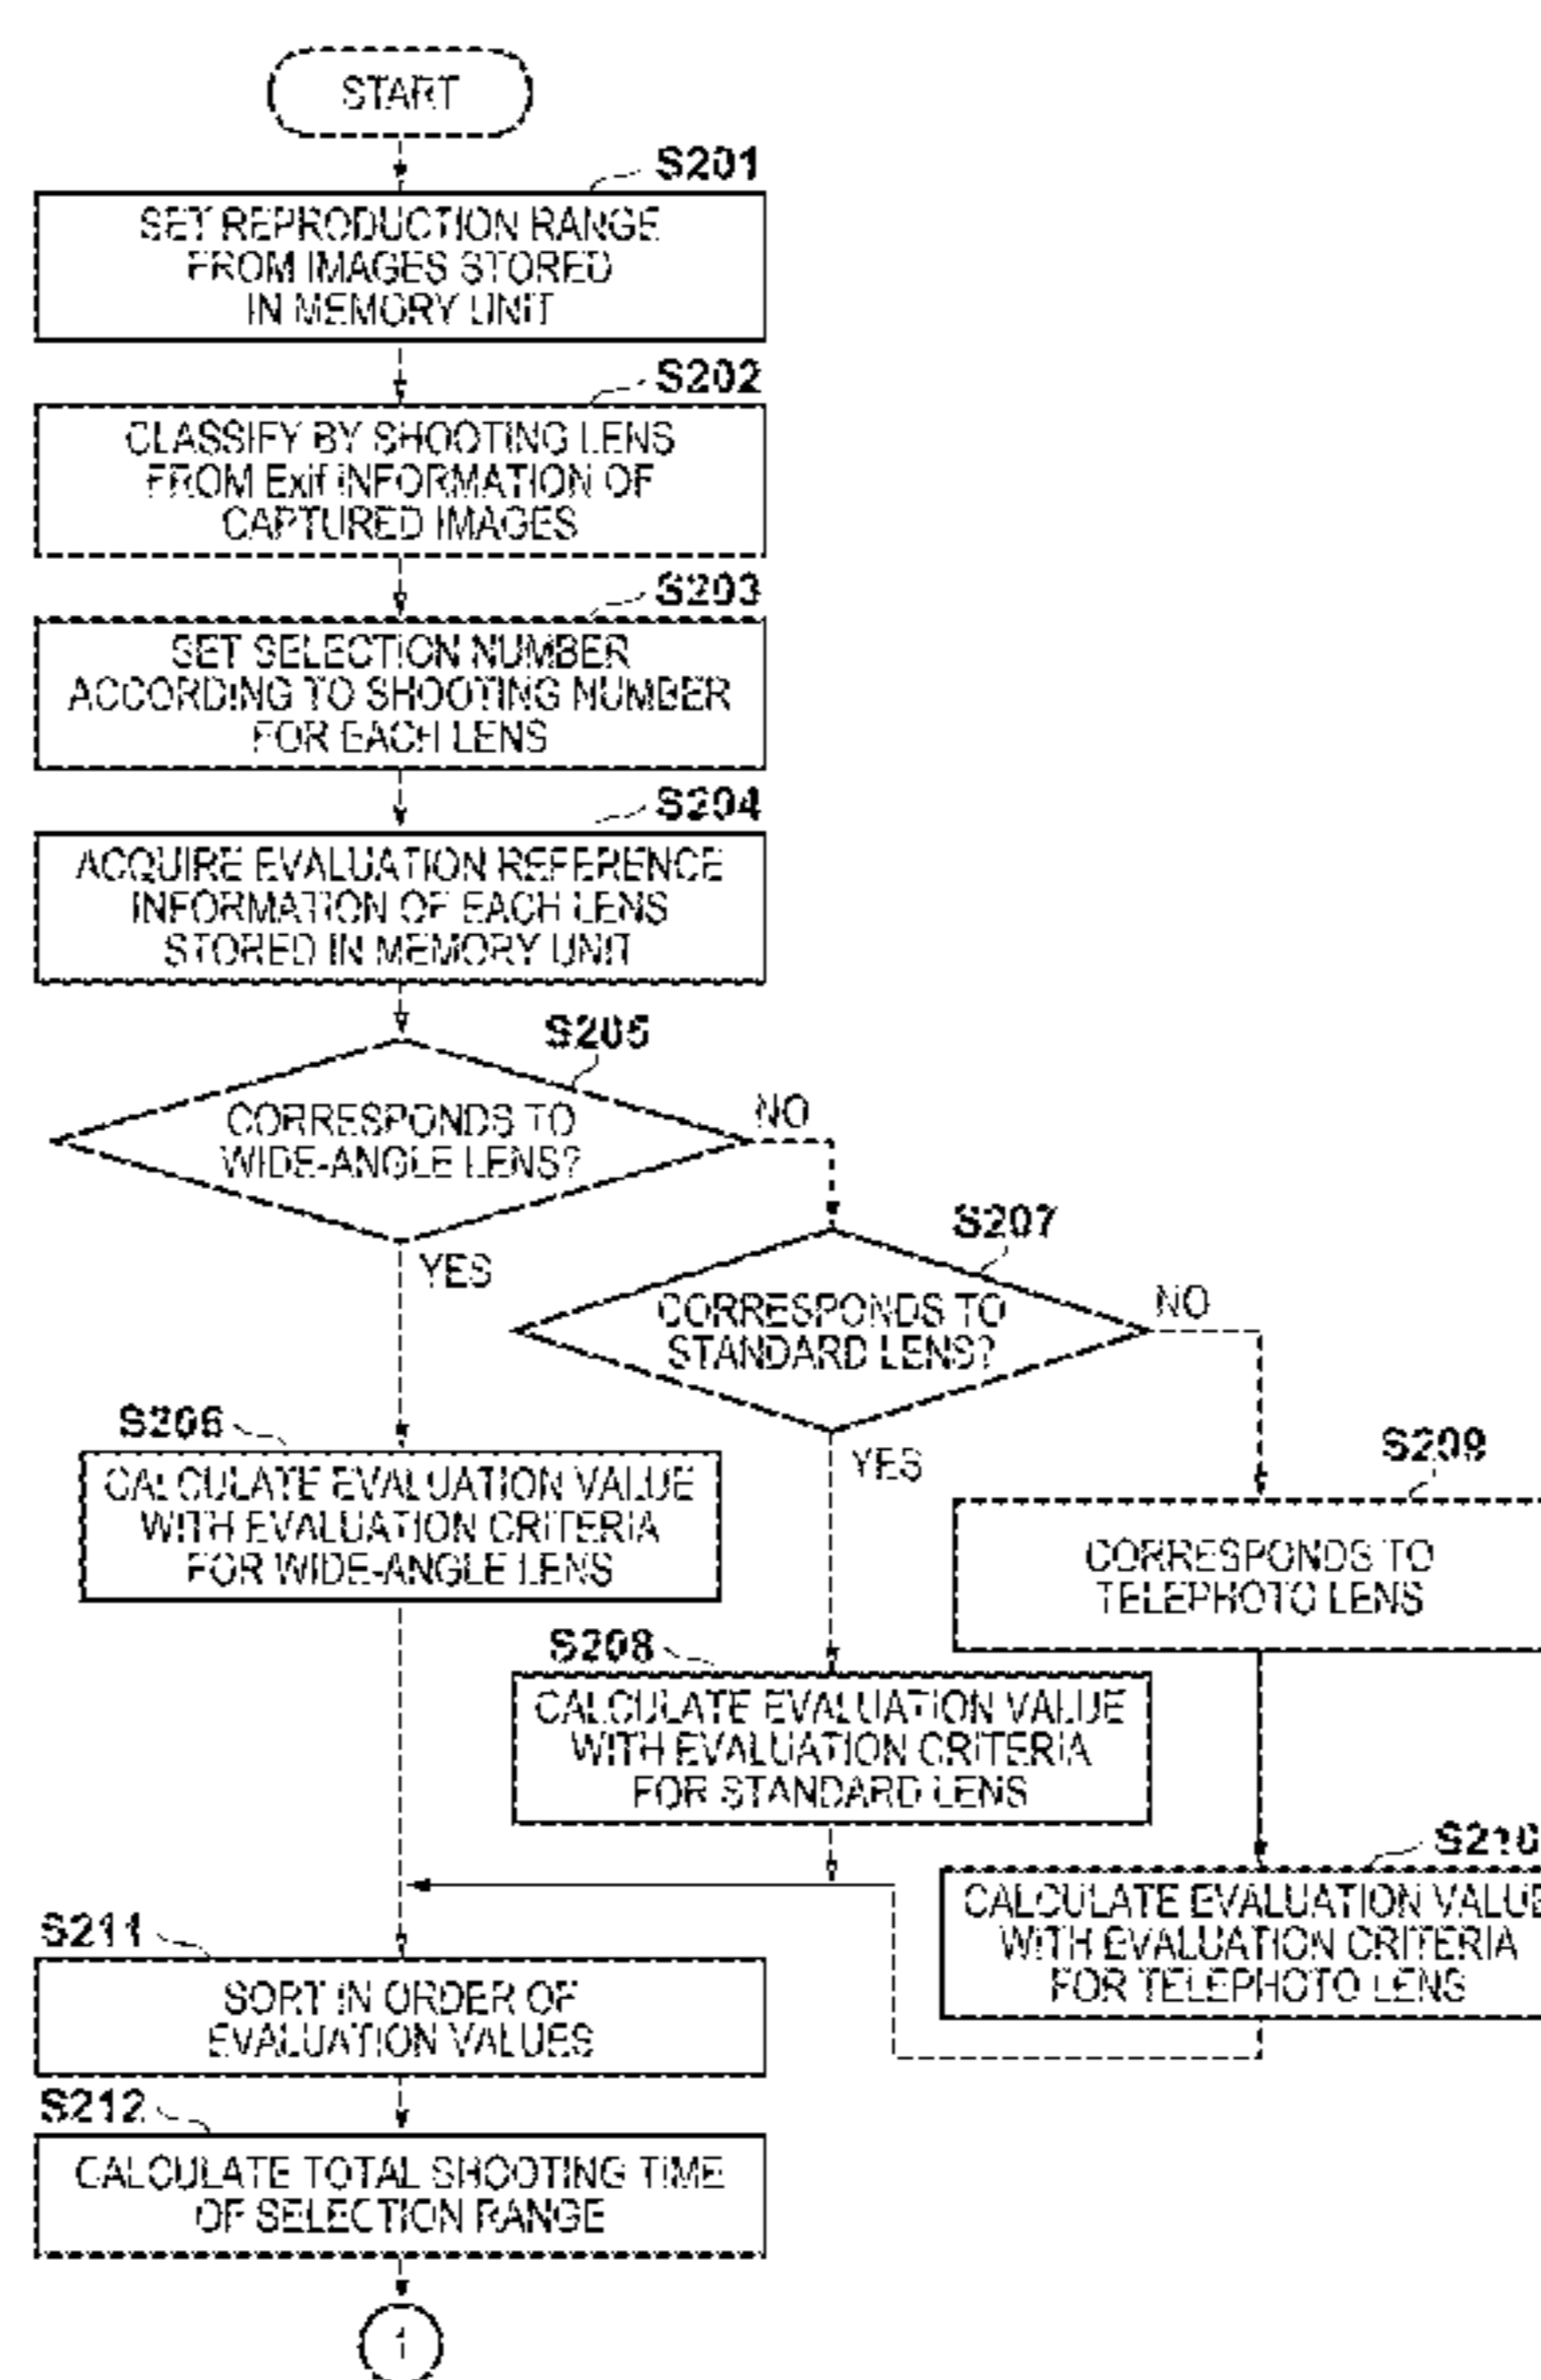 START
S201
SET REPRODUCTION RANGE
FROM IMAGES STORED
IN MEMORY UNIT
S202
CLASSIFY BY SHOOTING LENS
FROM Exif INFORMATION OF
CAPTURED IMAGES
S203
SET SELECTION NUMBER
ACCORDING TO SHOOTING NUMBER
FOR EACH LENS
S204
ACQUIRE EVALUATION REFERENCE
INFORMATION OF EACH LENS
STORED IN MEMORY UNIT
S205
CORRESPONDS TO
WIDE-ANGLE LENS?
NO
YES
S207
CORRESPONDS TO
STANDARD LENS?
NO
YES
S206
CALCULATE EVALUATION VALUE
WITH EVALUATION CRITERIA
FOR WIDE-ANGLE LENS
S209
CORRESPONDS TO
TELEPHOTO LENS
S208
CALCULATE EVALUATION VALUE
WITH EVALUATION CRITERIA
FOR STANDARD LENS
S210
CALCULATE EVALUATION VALUE
WITH EVALUATION CRITERIA
FOR TELEPHOTO LENS
S211
SORT IN ORDER OF
EVALUATION VALUES
S212
CALCULATE TOTAL SHOOTING TIME
OF SELECTION RANGE
1